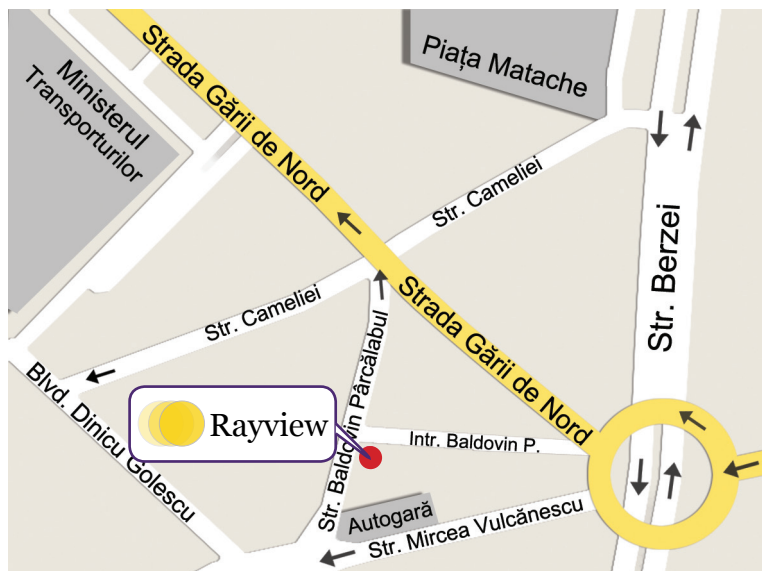 Piața Matache
Ministerul
Transporturilor
Strada Gării de Nord
Str. Cameliei
Str. Cameliei
Str. Berzei
Strada Gării de Nord
Str. Baldovin Pârcălabul
Blvd. Dinicu Golescu
Rayview
Intr. Baldovin P.
Autogară
Str. Mircea Vulcănescu